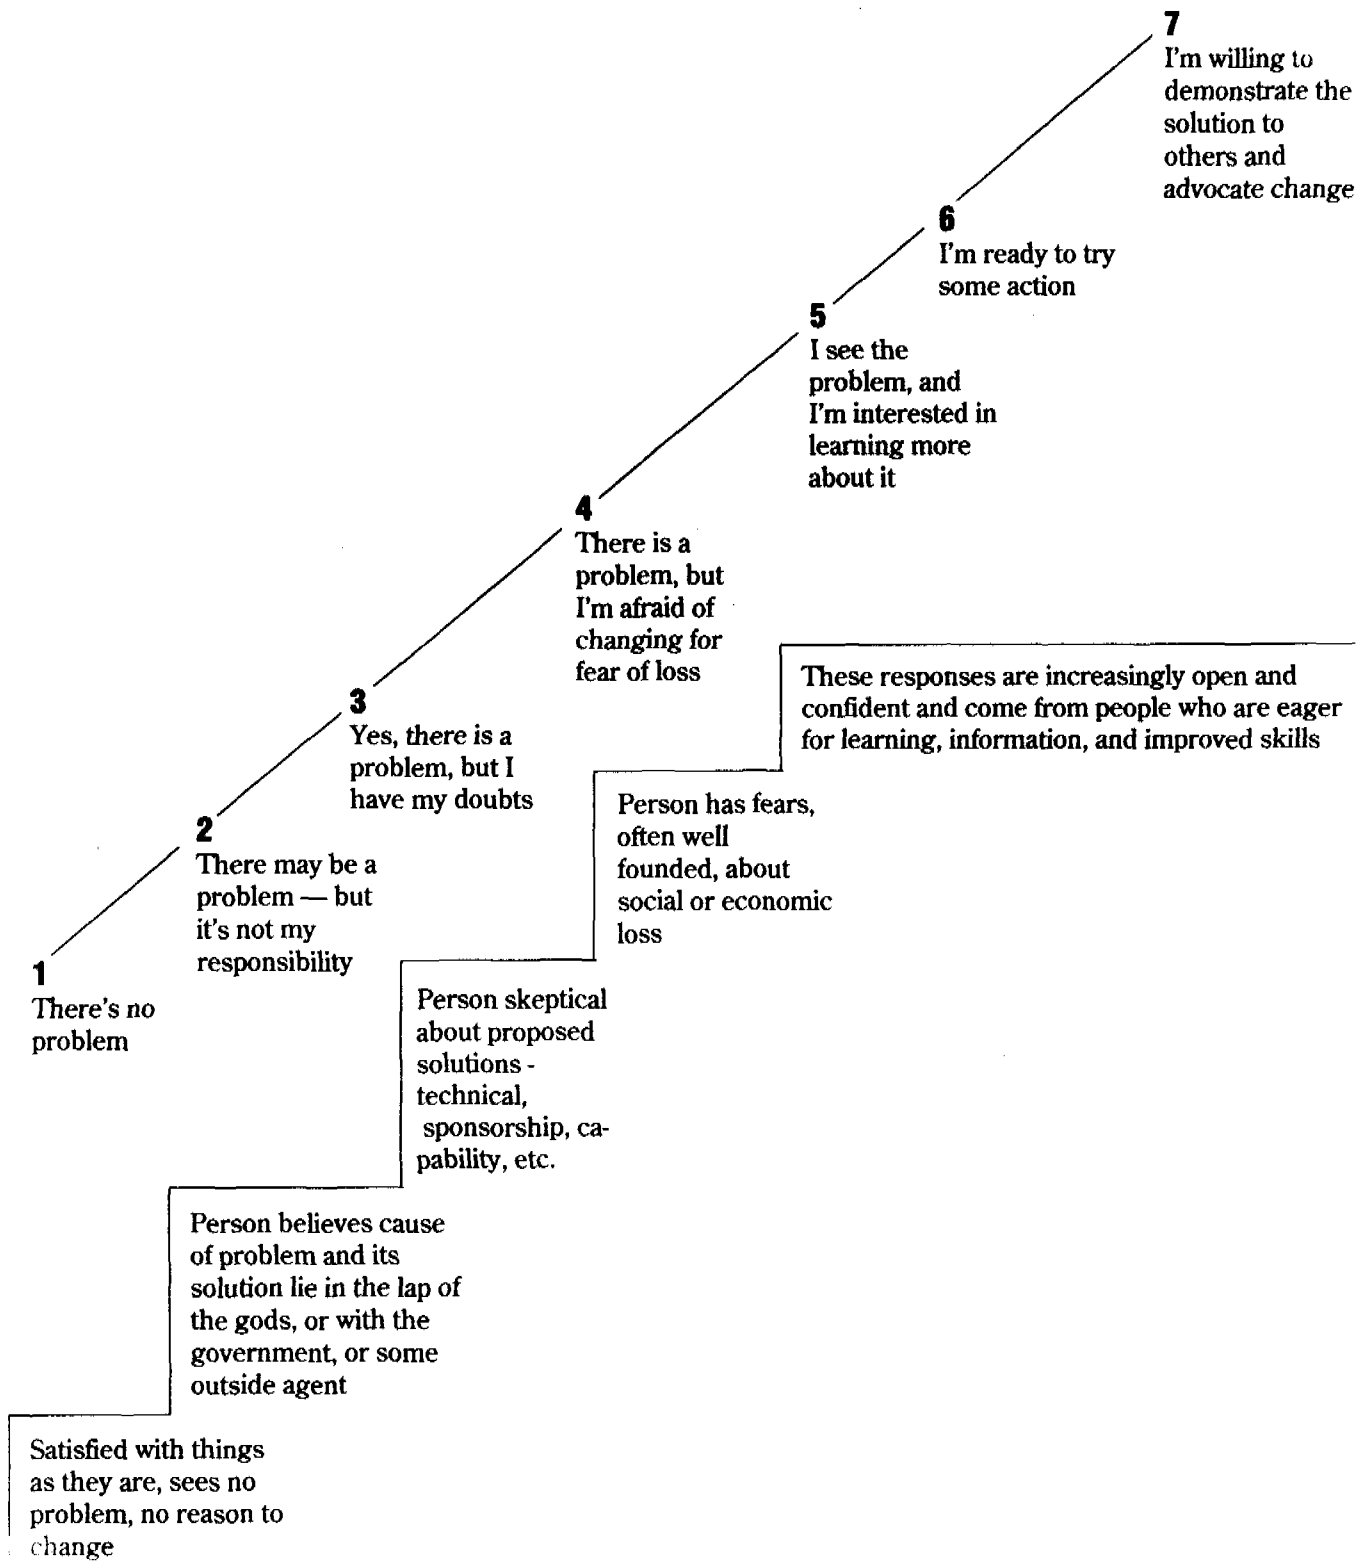 7
I'm willing to
demonstrate the
solution to
others and
advocate change
6
I'm ready to try
some action
5
I see the
problem, and
I'm interested in
learning more
about it
4
There is a
problem, but
I'm afraid of
changing for
fear of loss
3
Yes, there is a
problem, but I
have my doubts
2
There may be a
problem — but
it's not my
responsibility
1
There's no
problem
These responses are increasingly open and
confident and come from people who are eager
for learning, information, and improved skills
Person has fears,
often well
founded, about
social or economic
loss
Person skeptical
about proposed
solutions -
technical,
sponsorship, ca-
pability, etc.
Person believes cause
of problem and its
solution lie in the lap of
the gods, or with the
government, or some
outside agent
Satisfied with things
as they are, sees no
problem, no reason to
change